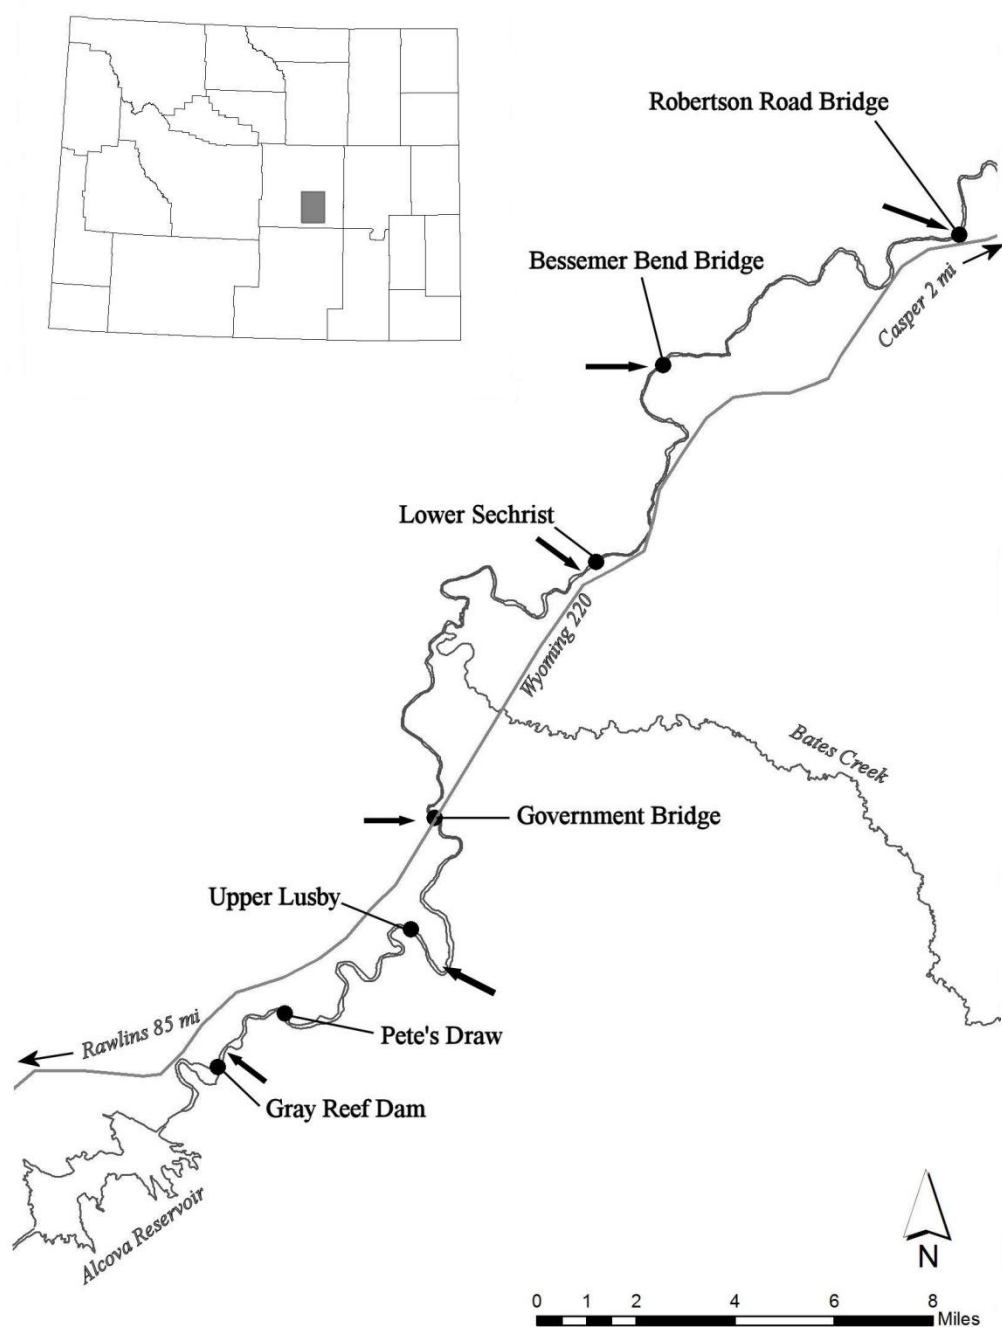 Robertson Road Bridge
Bessemer Bend Bridge
Casper 2 mi
Lower Sechrist
Wyoming 220
Bates Creek
Government Bridge
Upper Lusby
Rawlins 85 mi
Pete's Draw
Gray Reef Dam
Alcova Reservoir
N
0 1 2 4 6 8
Miles